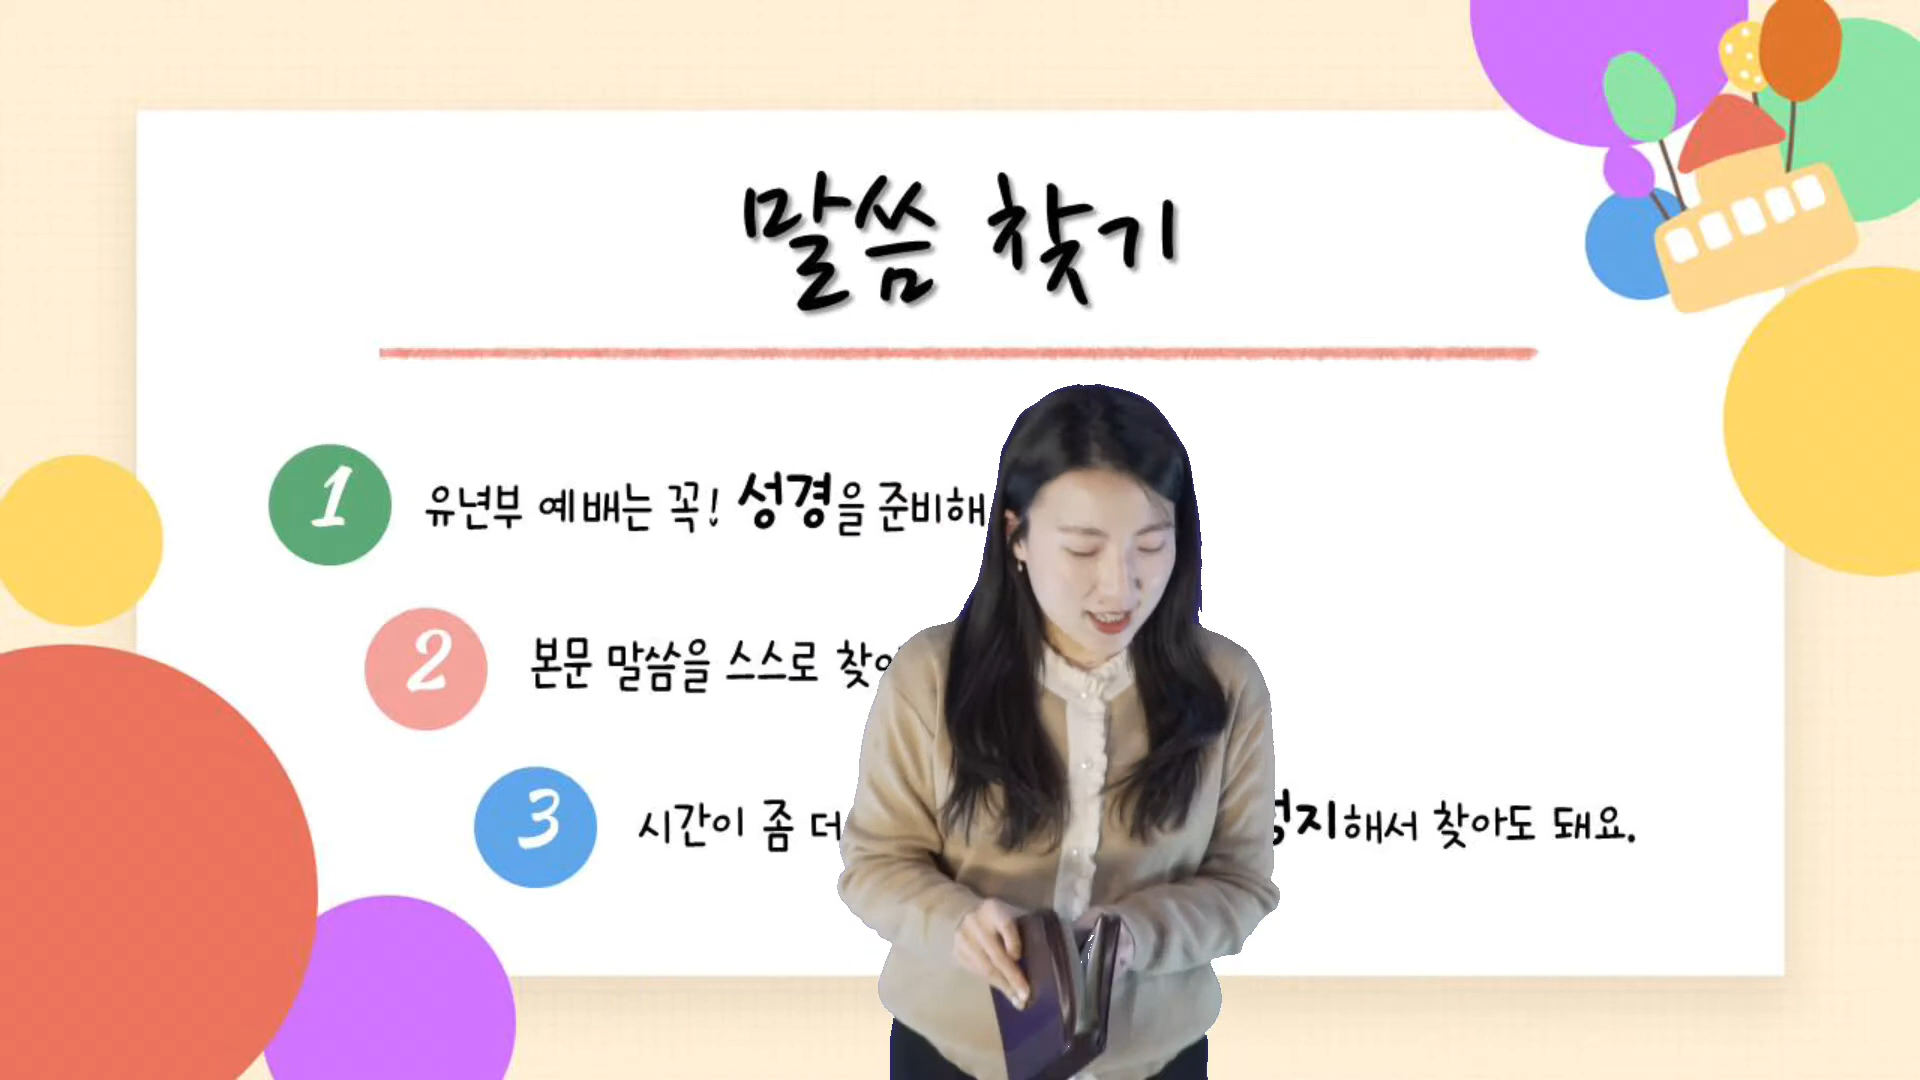 말씀 찾기
1 유년부 예배는 꼭! 성경을 준비해
2 본문 말씀을 스스로
3 시간이 좀 더 해서 찾아도 돼요.